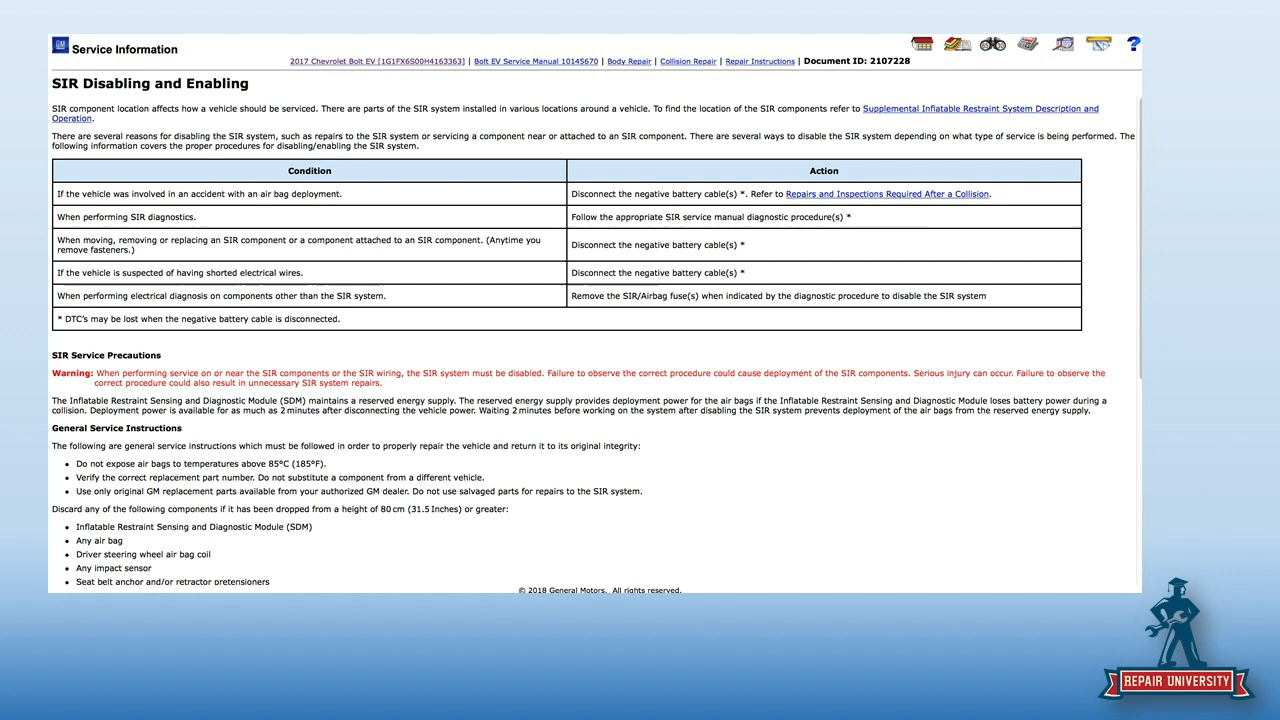 GM
Service Information
?
2017 Chevrolet Bolt EV [1G1FX6S00H4163363] | Bolt EV Service Manual 10145670 | Body Repair | Collision Repair | Repair Instructions | Document ID: 2107228
SIR Disabling and Enabling
SIR component location affects how a vehicle should be serviced. There are parts of the SIR system installed in various locations around a vehicle. To find the location of the SIR components refer to Supplemental Inflatable Restraint System Description and
Operation.
There are several reasons for disabling the SIR system, such as repairs to the SIR system or servicing a component near or attached to an SIR component. There are several ways to disable the SIR system depending on what type of service is being performed. The
following information covers the proper procedures for disabling/enabling the SIR system.
Condition
Action
If the vehicle was involved in an accident with an air bag deployment.
Disconnect the negative battery cable(s) *. Refer to Repairs and Inspections Required After a Collision.
When performing SIR diagnostics.
Follow the appropriate SIR service manual diagnostic procedure(s) *
When moving, removing or replacing an SIR component or a component attached to an SIR component. (Anytime you
remove fasteners.)
Disconnect the negative battery cable(s) *
If the vehicle is suspected of having shorted electrical wires.
Disconnect the negative battery cable(s) *
When performing electrical diagnosis on components other than the SIR system.
Remove the SIR/Airbag fuse(s) when indicated by the diagnostic procedure to disable the SIR system
* DTC's may be lost when the negative battery cable is disconnected.
SIR Service Precautions
Warning: When performing service on or near the SIR components or the SIR wiring, the SIR system must be disabled. Failure to observe the correct procedure could cause deployment of the SIR components. Serious injury can occur. Failure to observe the
correct procedure could also result in unnecessary SIR system repairs.
The Inflatable Restraint Sensing and Diagnostic Module (SDM) maintains a reserved energy supply. The reserved energy supply provides deployment power for the air bags if the Inflatable Restraint Sensing and Diagnostic Module loses battery power during a
collision. Deployment power is available for as much as 2 minutes after disconnecting the vehicle power. Waiting 2 minutes before working on the system after disabling the SIR system prevents deployment of the air bags from the reserved energy supply.
General Service Instructions
The following are general service instructions which must be followed in order to properly repair the vehicle and return it to its original integrity:
• Do not expose air bags to temperatures above 85°C (185°F).
• Verify the correct replacement part number. Do not substitute a component from a different vehicle.
• Use only original GM replacement parts available from your authorized GM dealer. Do not use salvaged parts for repairs to the SIR system.
Discard any of the following components if it has been dropped from a height of 80 cm (31.5 Inches) or greater:
• Inflatable Restraint Sensing and Diagnostic Module (SDM)
• Any air bag
• Driver steering wheel air bag coil
• Any impact sensor
• Seat belt anchor and/or retractor pretensioners
© 2018 General Motors. All rights reserved.
REPAIR UNIVERSITY